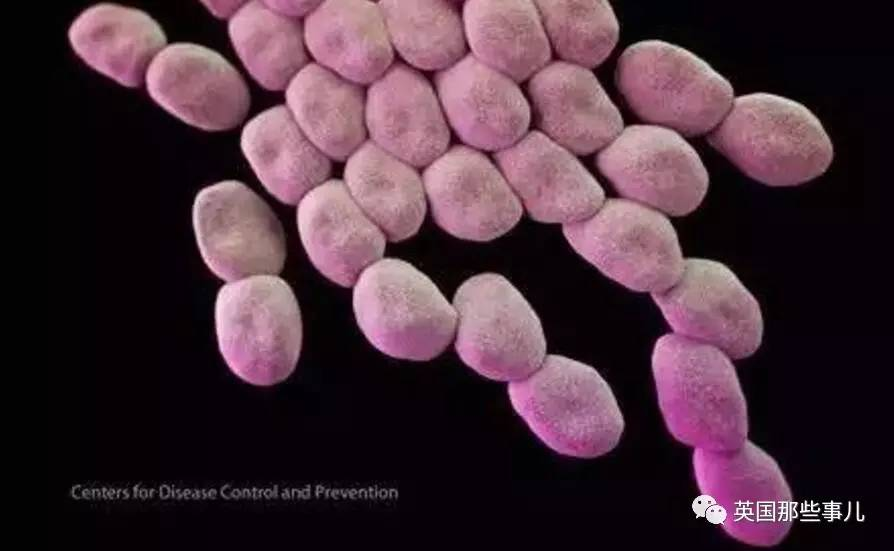 Centers for Disease Control and Prevention
英国那些事儿